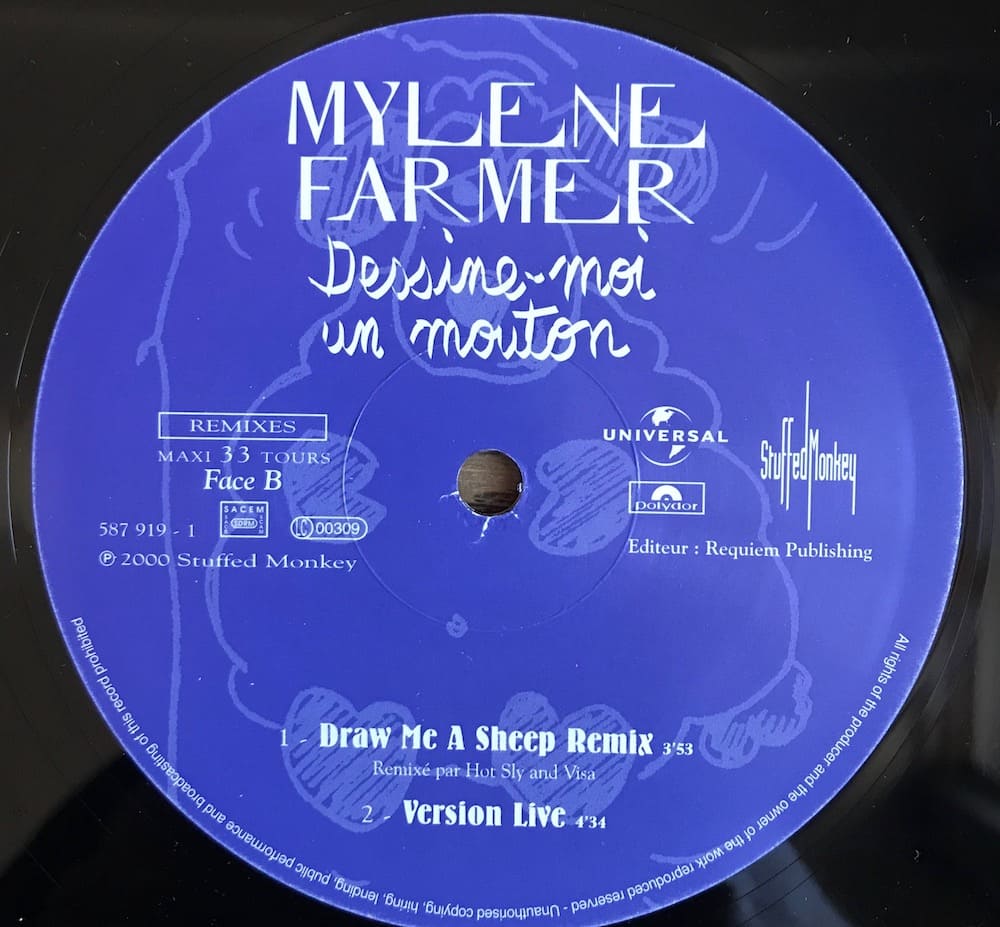 MYLENE
FARMER
Dessine-moi
un mouton
REMIXES
MAXI 33 TOURS
Face B
587 919 - 1
SACEM
SDRM
LC 00309
℗ 2000 Stuffed Monkey
UNIVERSAL
polydor
Stuffed Monkey
Editeur : Requiem Publishing
1 - Draw Me A Sheep Remix 3'53
Remixé par Hot Sly and Visa
2 - Version Live 4'34
All rights of the producer and the owner of the work reproduced reserved - Unauthorised copying, hiring, lending, public performance and broadcasting of this record prohibited